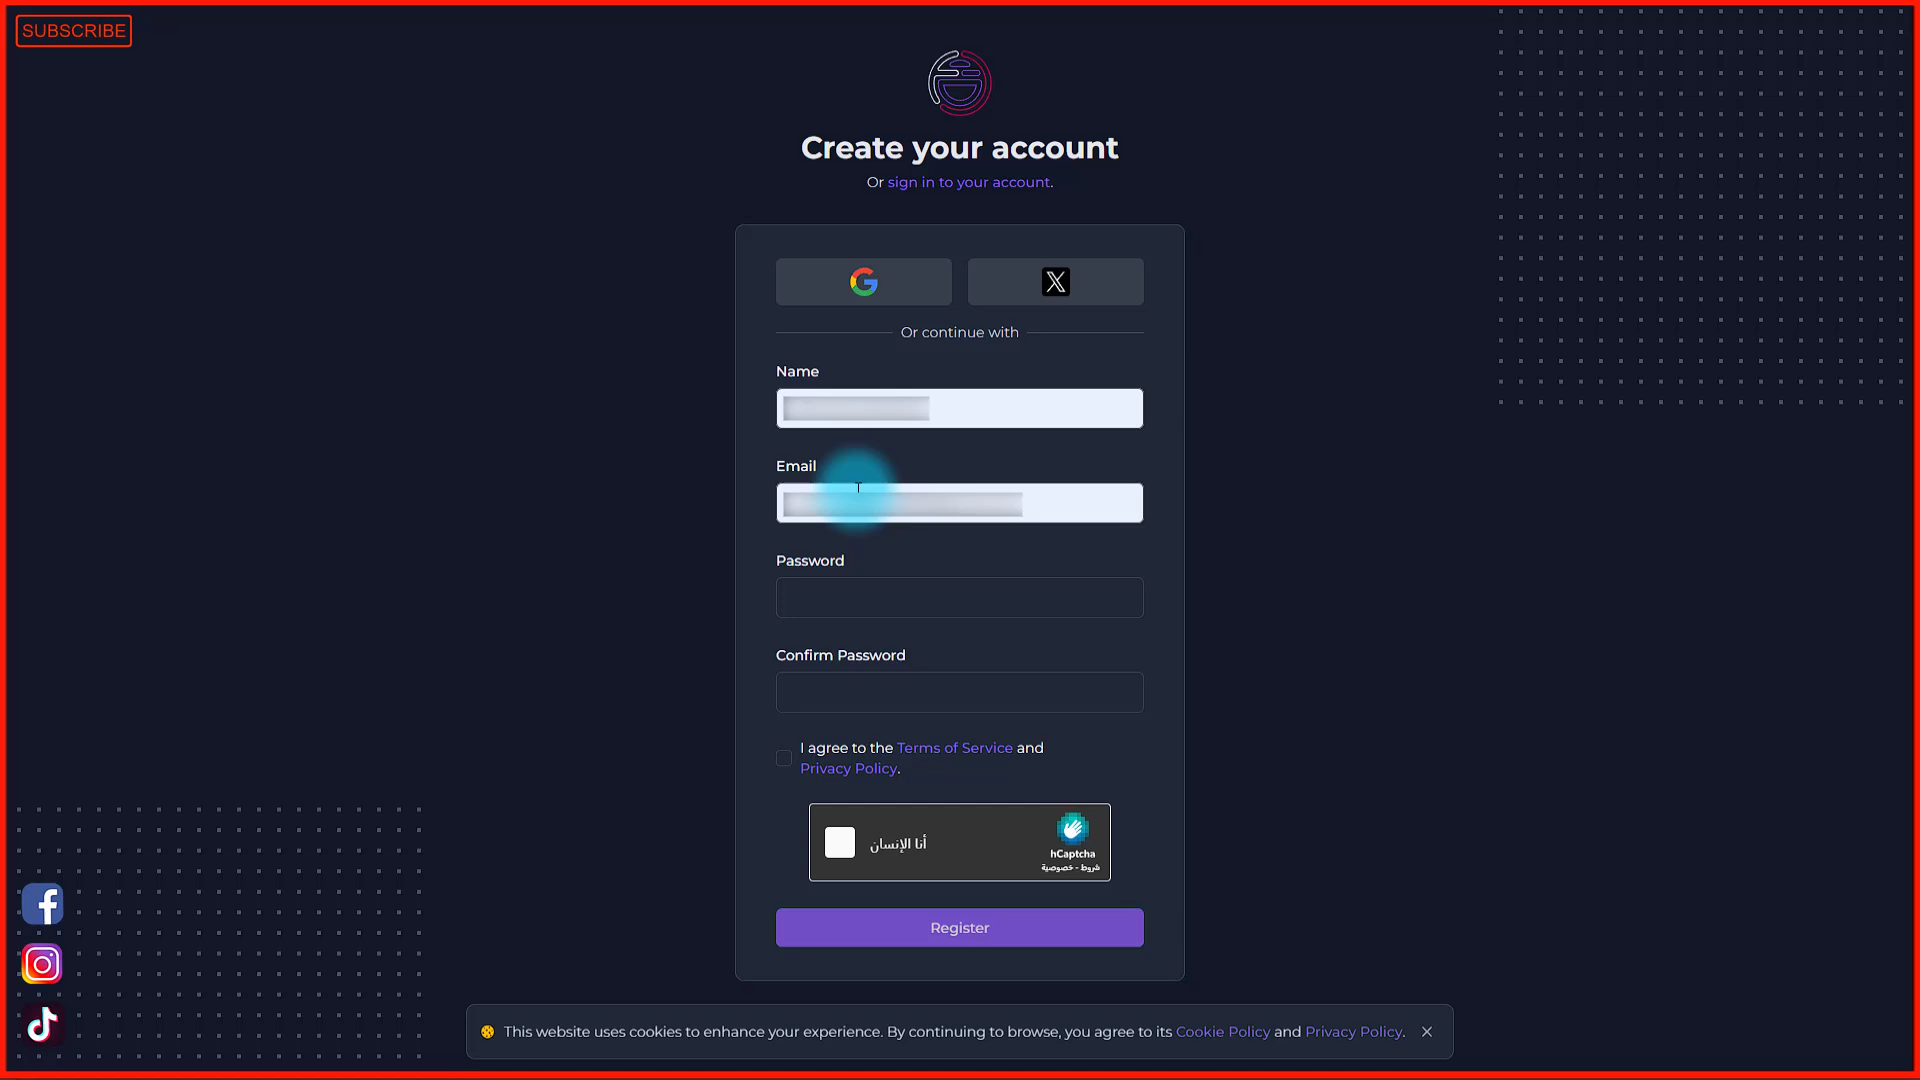 SUBSCRIBE
Create your account
Or sign in to your account.
Or continue with
Name
Email
Password
Confirm Password
I agree to the Terms of Service and
Privacy Policy.
أنا الإنسان
hCaptcha
شروط - خصوصية
Register
This website uses cookies to enhance your experience. By continuing to browse, you agree to its Cookie Policy and Privacy Policy.